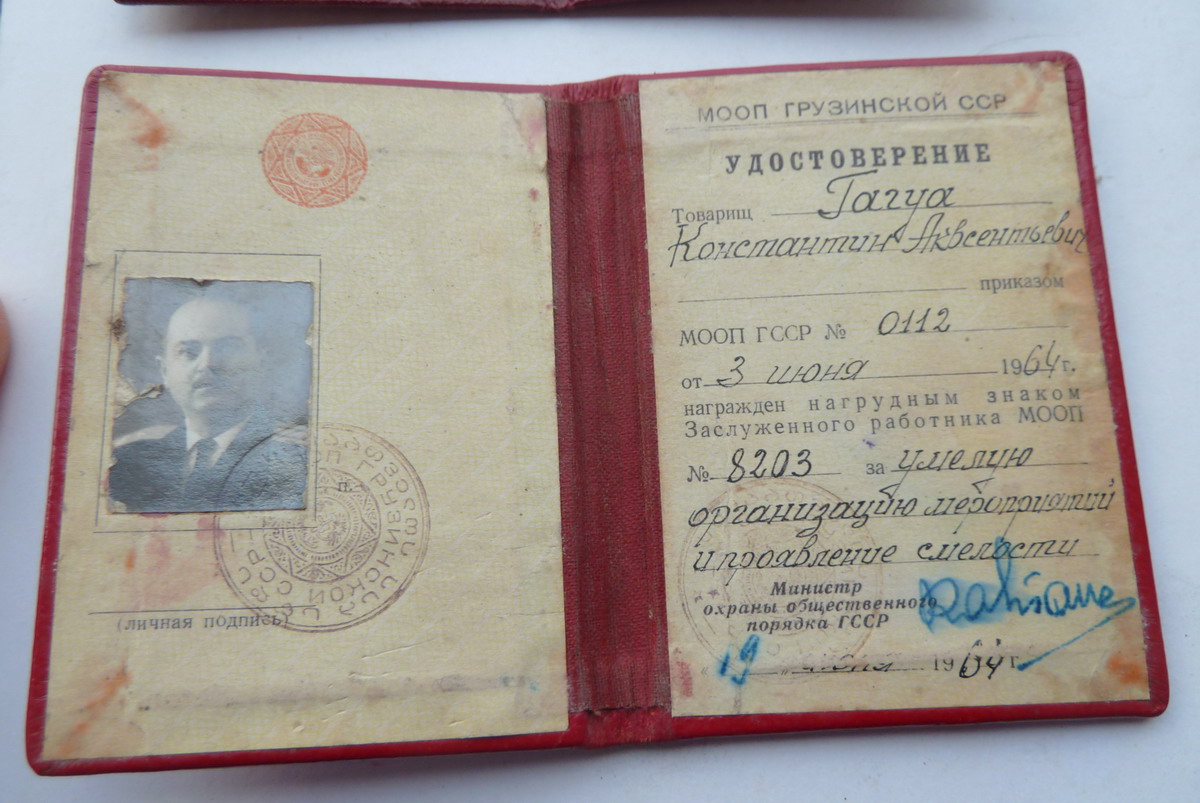 п.
(личная подпись)
МООП ГРУЗИНСКОЙ ССР
УДОСТОВЕРЕНИЕ
Товарищ Гагуа
Константин Аквсентьевич
приказом
МООП ГССР № 0112
от 3 июня 1964 г.
награжден нагрудным знаком
Заслуженного работника МООП
№ 8203 за умелую
организацию мероприятий
и проявление смелости
Министр
охраны общественного
порядка ГССР
" " июня 1964 г.